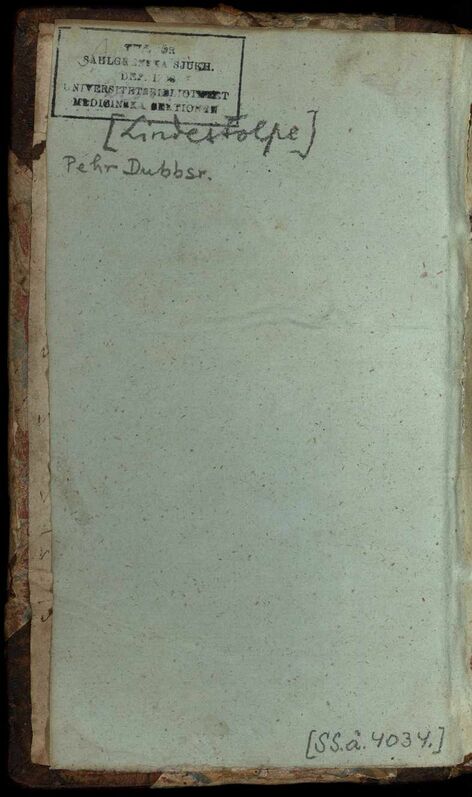 SAHLGRENSKA SJUKH.
UNIVERSITETSBIBLIOTEKET
MEDICINSKA SEKTIONEN
[Lindestolpe]
Pehr Dubbsr.
[SS.å.4034.]